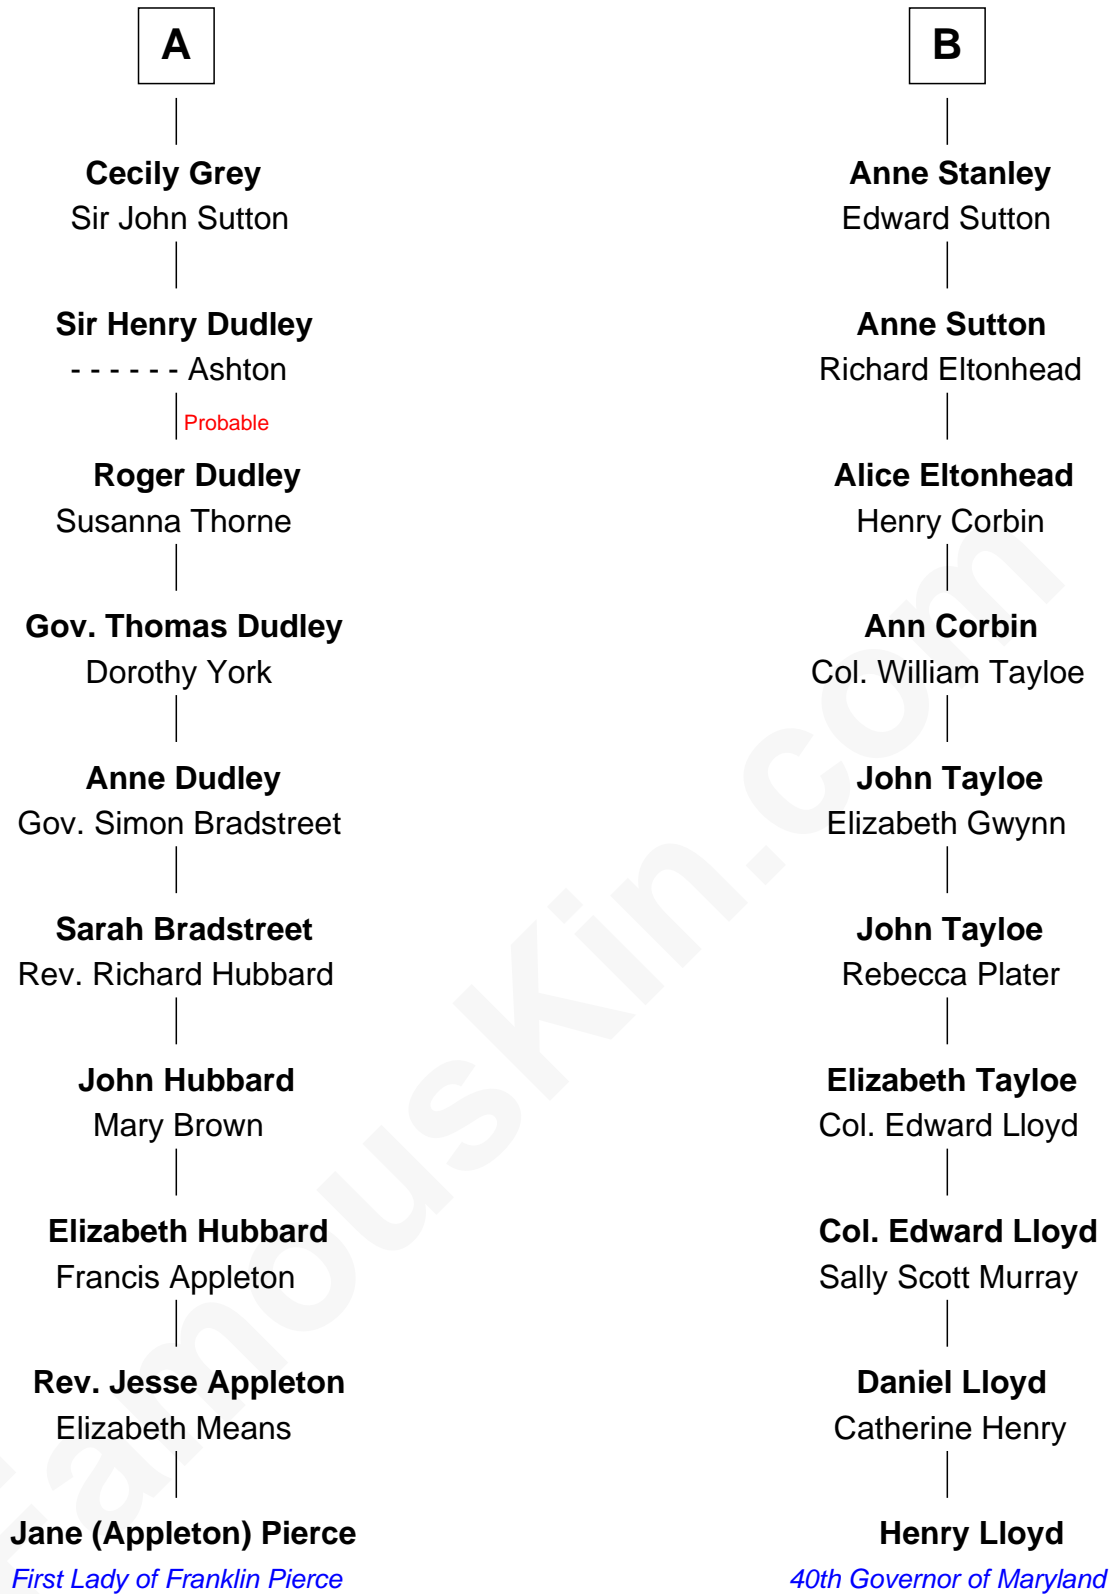 A
Cecily Grey
Sir John Sutton
Sir Henry Dudley
- - - - - - Ashton
Probable
Roger Dudley
Susanna Thorne
Gov. Thomas Dudley
Dorothy York
Anne Dudley
Gov. Simon Bradstreet
Sarah Bradstreet
Rev. Richard Hubbard
John Hubbard
Mary Brown
Elizabeth Hubbard
Francis Appleton
Rev. Jesse Appleton
Elizabeth Means
Jane (Appleton) Pierce
First Lady of Franklin Pierce
B
Anne Stanley
Edward Sutton
Anne Sutton
Richard Eltonhead
Alice Eltonhead
Henry Corbin
Ann Corbin
Col. William Tayloe
John Tayloe
Elizabeth Gwynn
John Tayloe
Rebecca Plater
Elizabeth Tayloe
Col. Edward Lloyd
Col. Edward Lloyd
Sally Scott Murray
Daniel Lloyd
Catherine Henry
Henry Lloyd
40th Governor of Maryland
FamousKin.com